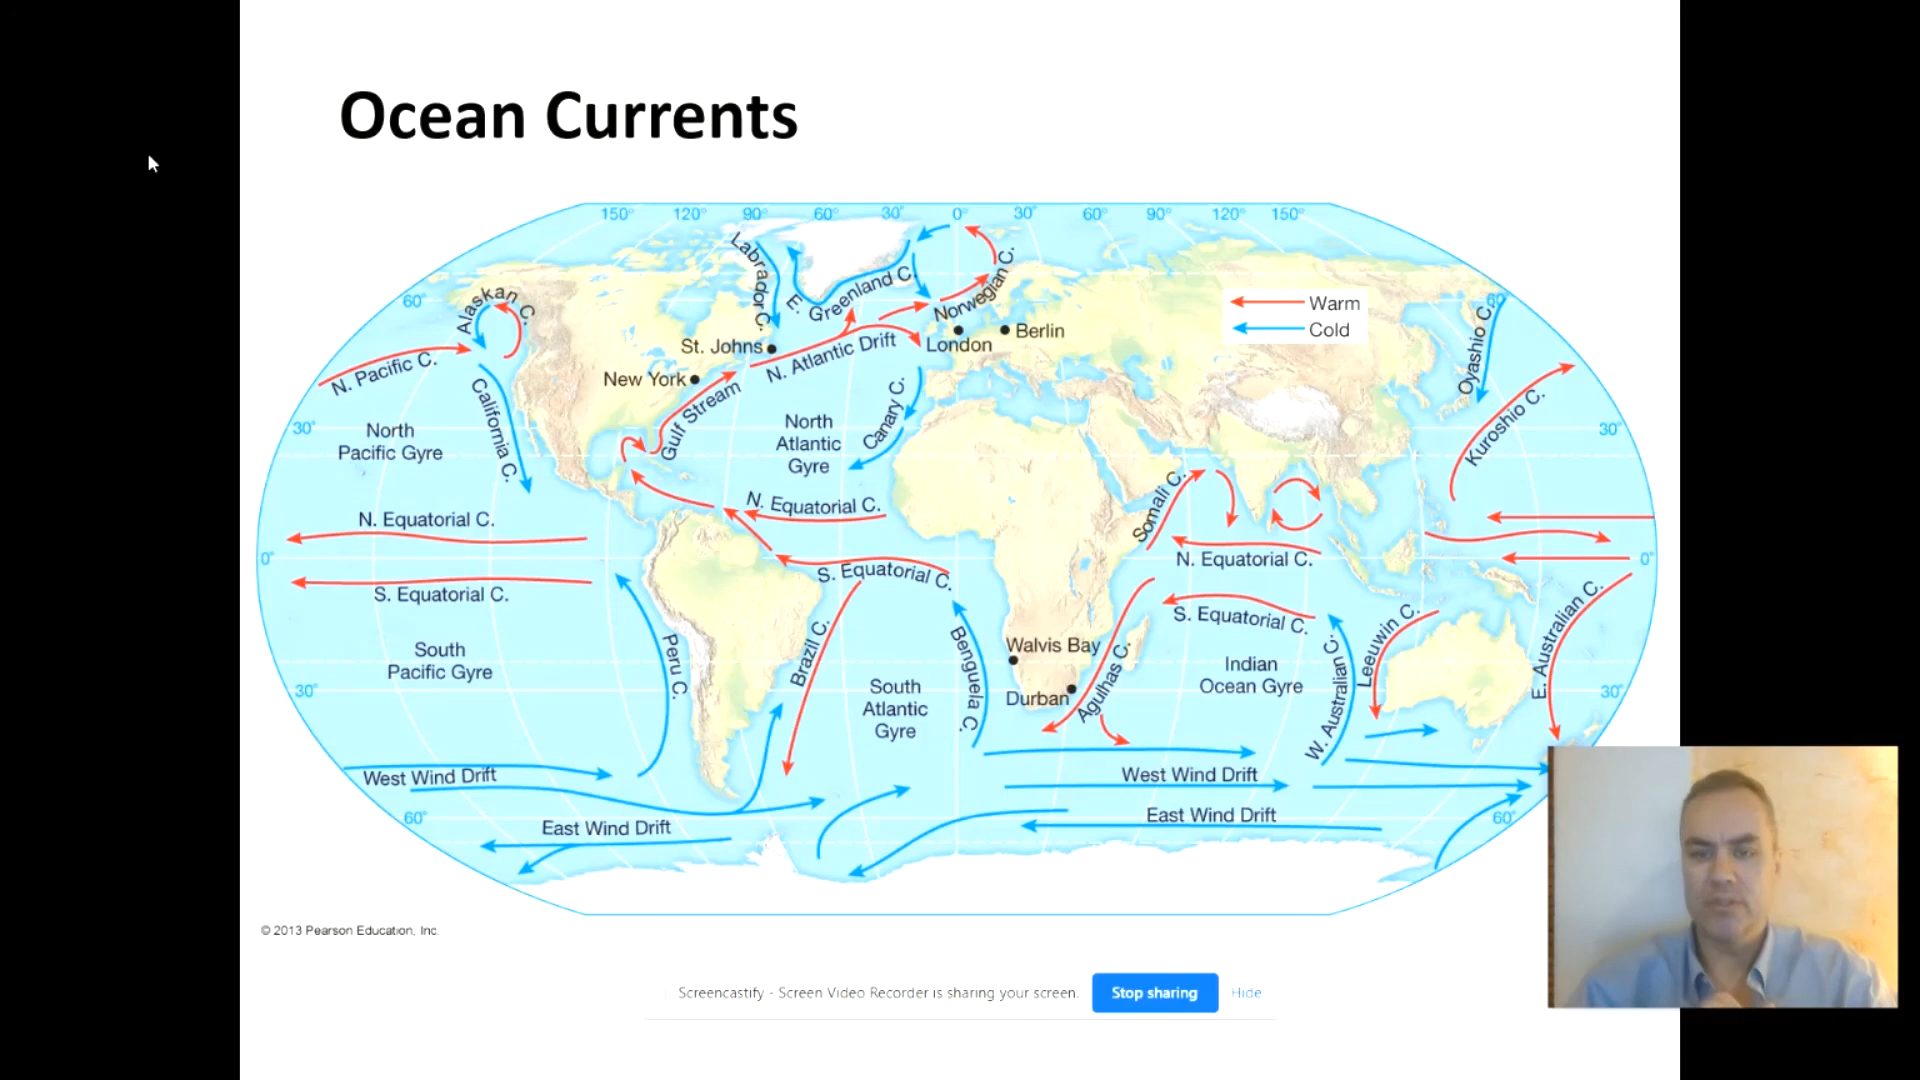 Ocean Currents
150° 120° 90° 60° 30° 0° 30° 60° 90° 120° 150°
Labrador C.
E. Greenland C.
Norwegian C.
Alaskan C.
60°
60°
Warm
Cold
Oyashio C.
St. Johns
N. Atlantic Drift
London
Berlin
N. Pacific C.
New York
Gulf Stream
California C.
Canary C.
Kuroshio C.
30°
30°
North
Pacific Gyre
North
Atlantic
Gyre
N. Equatorial C.
N. Equatorial C.
Somali C.
0°
0°
N. Equatorial C.
S. Equatorial C.
S. Equatorial C.
S. Equatorial C.
South
Pacific Gyre
Peru C.
Brazil C.
Benguela C.
Walvis Bay
Durban
Agulhas C.
Indian
Ocean Gyre
W. Australian C.
Leeuwin C.
E. Australian C.
30°
30°
South
Atlantic
Gyre
West Wind Drift
West Wind Drift
60°
60°
East Wind Drift
East Wind Drift
© 2013 Pearson Education, Inc.
Screencastify - Screen Video Recorder is sharing your screen.
Stop sharing
Hide